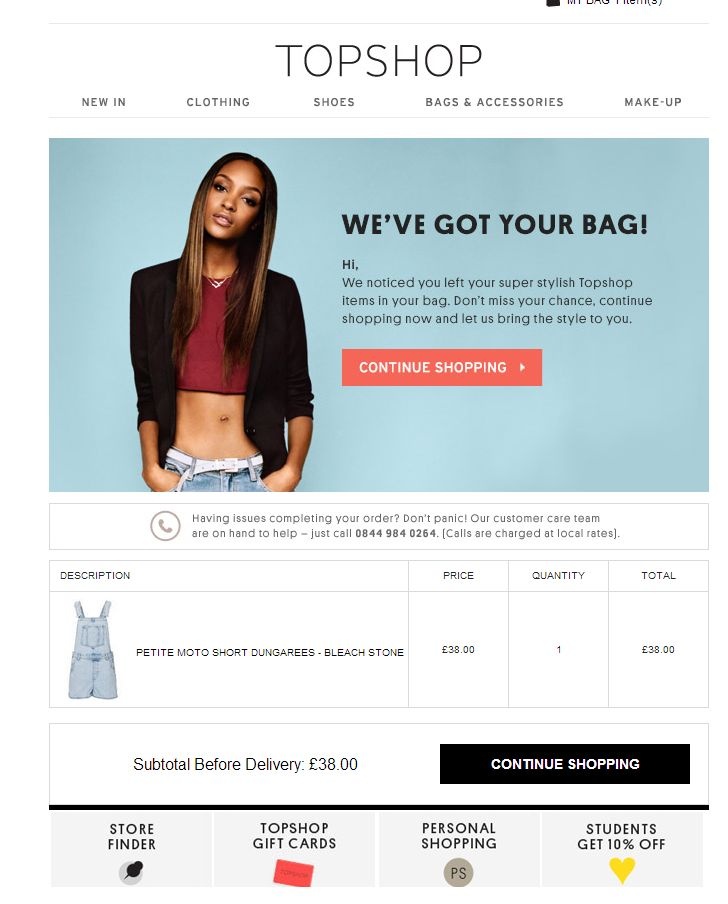 MY BAG 1 item(s)
TOPSHOP
NEW IN CLOTHING SHOES BAGS & ACCESSORIES MAKE-UP
WE'VE GOT YOUR BAG!
Hi,
We noticed you left your super stylish Topshop
items in your bag. Don't miss your chance, continue
shopping now and let us bring the style to you.
CONTINUE SHOPPING
Having issues completing your order? Don't panic! Our customer care team
are on hand to help – just call 0844 984 0264. (Calls are charged at local rates).
DESCRIPTION PRICE QUANTITY TOTAL
PETITE MOTO SHORT DUNGAREES - BLEACH STONE £38.00 1 £38.00
Subtotal Before Delivery: £38.00 CONTINUE SHOPPING
STORE
FINDER
TOPSHOP
GIFT CARDS
TOPSHOP
PERSONAL
SHOPPING
PS
STUDENTS
GET 10% OFF